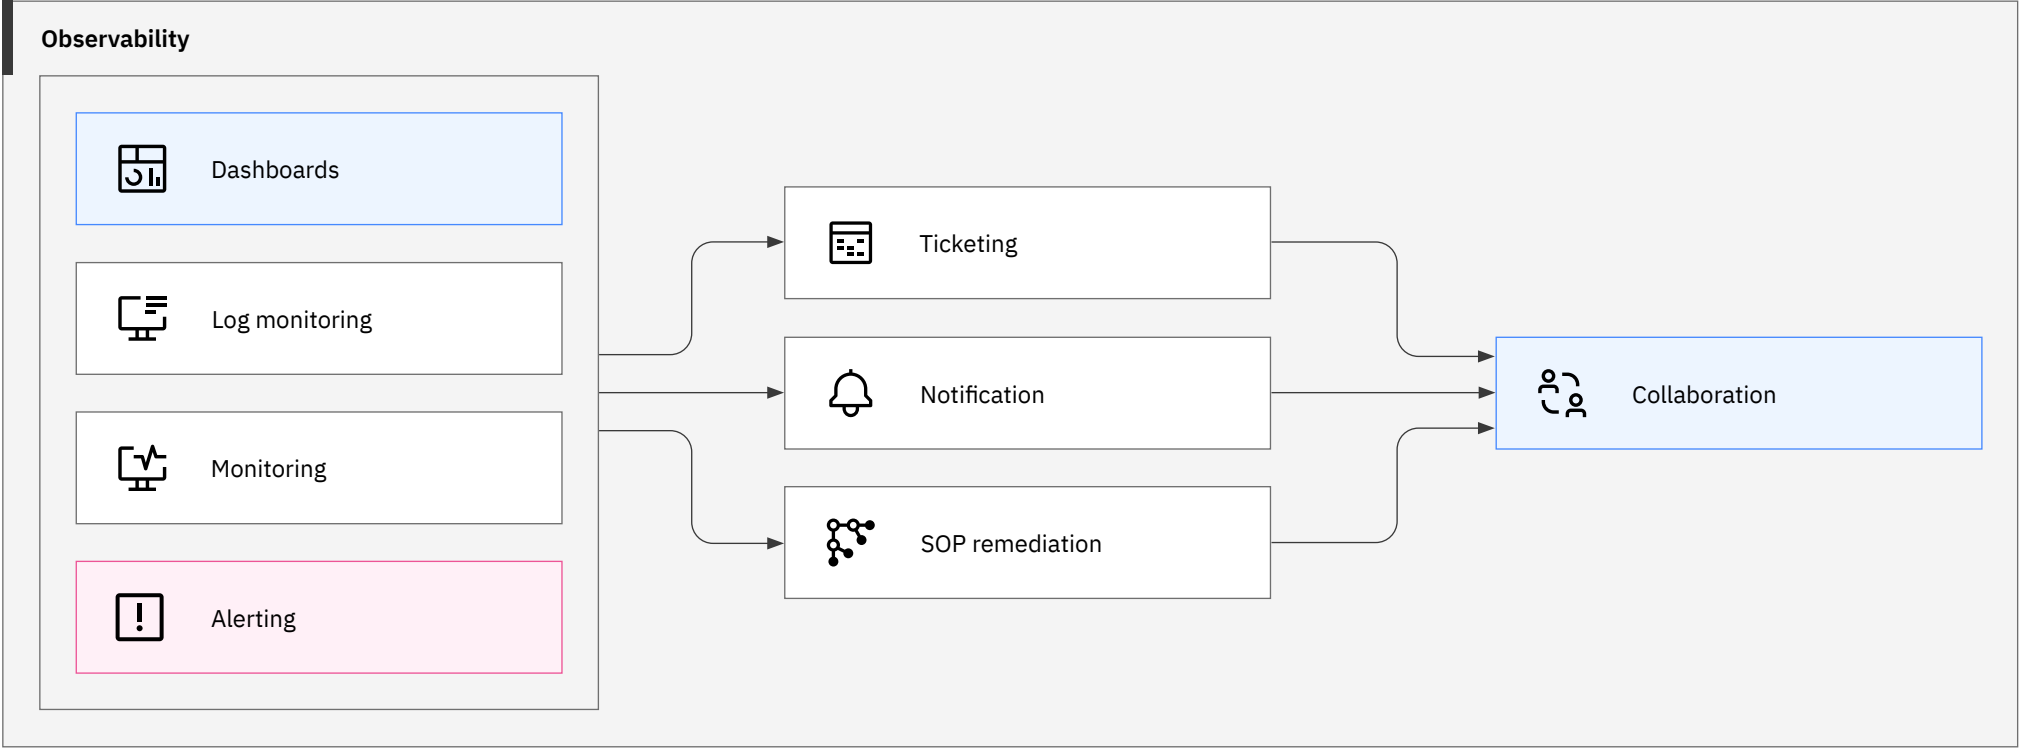 Observability
Dashboards
Log monitoring
Monitoring
Alerting
Ticketing
Notification
SOP remediation
Collaboration